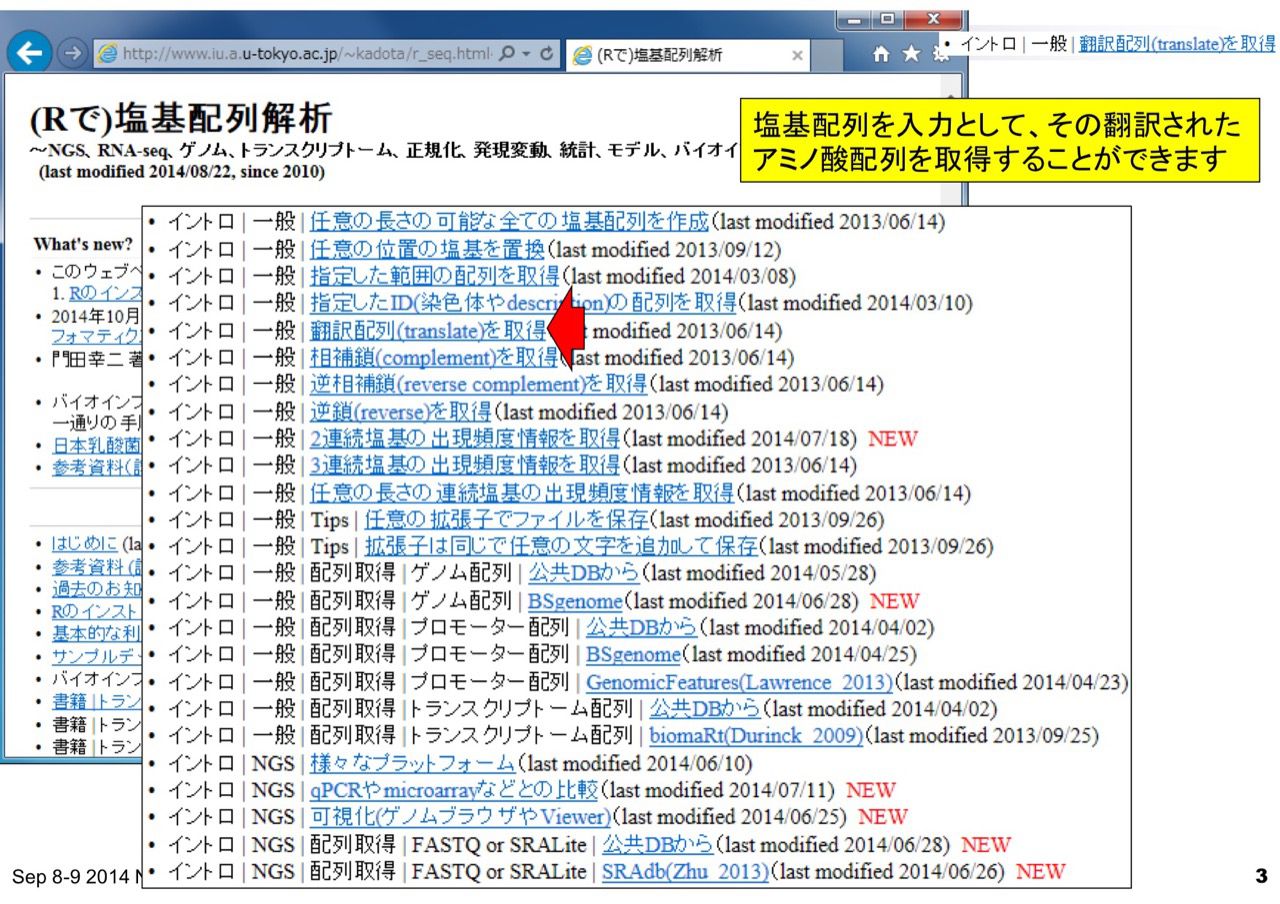 http://www.iu.a.u-tokyo.ac.jp/~kadota/r_seq.html
(Rで)塩基配列解析
• イントロ | 一般 | 翻訳配列(translate)を取得
(Rで)塩基配列解析
～NGS、RNA-seq、ゲノム、トランスクリプトーム、正規化、発現変動、統計、モデル、バイオイ
(last modified 2014/08/22, since 2010)
塩基配列を入力として、その翻訳された
アミノ酸配列を取得することができます
What's new?
• このウェブペ
1. Rのインス
• 2014年10月
フォマティク
• 門田幸二 著
• バイオインフ
一通りの手
• 日本乳酸菌
• 参考資料(
• はじめに (la
• 参考資料 (
• 過去のお知
• Rのインスト
• 基本的な利
• サンプルデー
• バイオインフ
• 書籍 | トラン
• 書籍 | トラン
• 書籍 | トラン
• イントロ | 一般 | 任意の長さの可能な全ての塩基配列を作成(last modified 2013/06/14)
• イントロ | 一般 | 任意の位置の塩基を置換(last modified 2013/09/12)
• イントロ | 一般 | 指定した範囲の配列を取得(last modified 2014/03/08)
• イントロ | 一般 | 指定したID(染色体やdescription)の配列を取得(last modified 2014/03/10)
• イントロ | 一般 | 翻訳配列(translate)を取得 modified 2013/06/14)
• イントロ | 一般 | 相補鎖(complement)を取得(last modified 2013/06/14)
• イントロ | 一般 | 逆相補鎖(reverse complement)を取得(last modified 2013/06/14)
• イントロ | 一般 | 逆鎖(reverse)を取得(last modified 2013/06/14)
• イントロ | 一般 | 2連続塩基の出現頻度情報を取得(last modified 2014/07/18) NEW
• イントロ | 一般 | 3連続塩基の出現頻度情報を取得(last modified 2013/06/14)
• イントロ | 一般 | 任意の長さの連続塩基の出現頻度情報を取得(last modified 2013/06/14)
• イントロ | 一般 | Tips | 任意の拡張子でファイルを保存(last modified 2013/09/26)
• イントロ | 一般 | Tips | 拡張子は同じで任意の文字を追加して保存(last modified 2013/09/26)
• イントロ | 一般 | 配列取得 | ゲノム配列 | 公共DBから(last modified 2014/05/28)
• イントロ | 一般 | 配列取得 | ゲノム配列 | BSgenome(last modified 2014/06/28) NEW
• イントロ | 一般 | 配列取得 | プロモーター配列 | 公共DBから(last modified 2014/04/02)
• イントロ | 一般 | 配列取得 | プロモーター配列 | BSgenome(last modified 2014/04/25)
• イントロ | 一般 | 配列取得 | プロモーター配列 | GenomicFeatures(Lawrence_2013)(last modified 2014/04/23)
• イントロ | 一般 | 配列取得 | トランスクリプトーム配列 | 公共DBから(last modified 2014/04/02)
• イントロ | 一般 | 配列取得 | トランスクリプトーム配列 | biomaRt(Durinck_2009)(last modified 2013/09/25)
• イントロ | NGS | 様々なプラットフォーム(last modified 2014/06/10)
• イントロ | NGS | qPCRやmicroarrayなどとの比較(last modified 2014/07/11) NEW
• イントロ | NGS | 可視化(ゲノムブラウザやViewer)(last modified 2014/06/25) NEW
• イントロ | NGS | 配列取得 | FASTQ or SRALite | 公共DBから(last modified 2014/06/28) NEW
• イントロ | NGS | 配列取得 | FASTQ or SRALite | SRAdb(Zhu_2013)(last modified 2014/06/26) NEW
Sep 8-9 2014
3